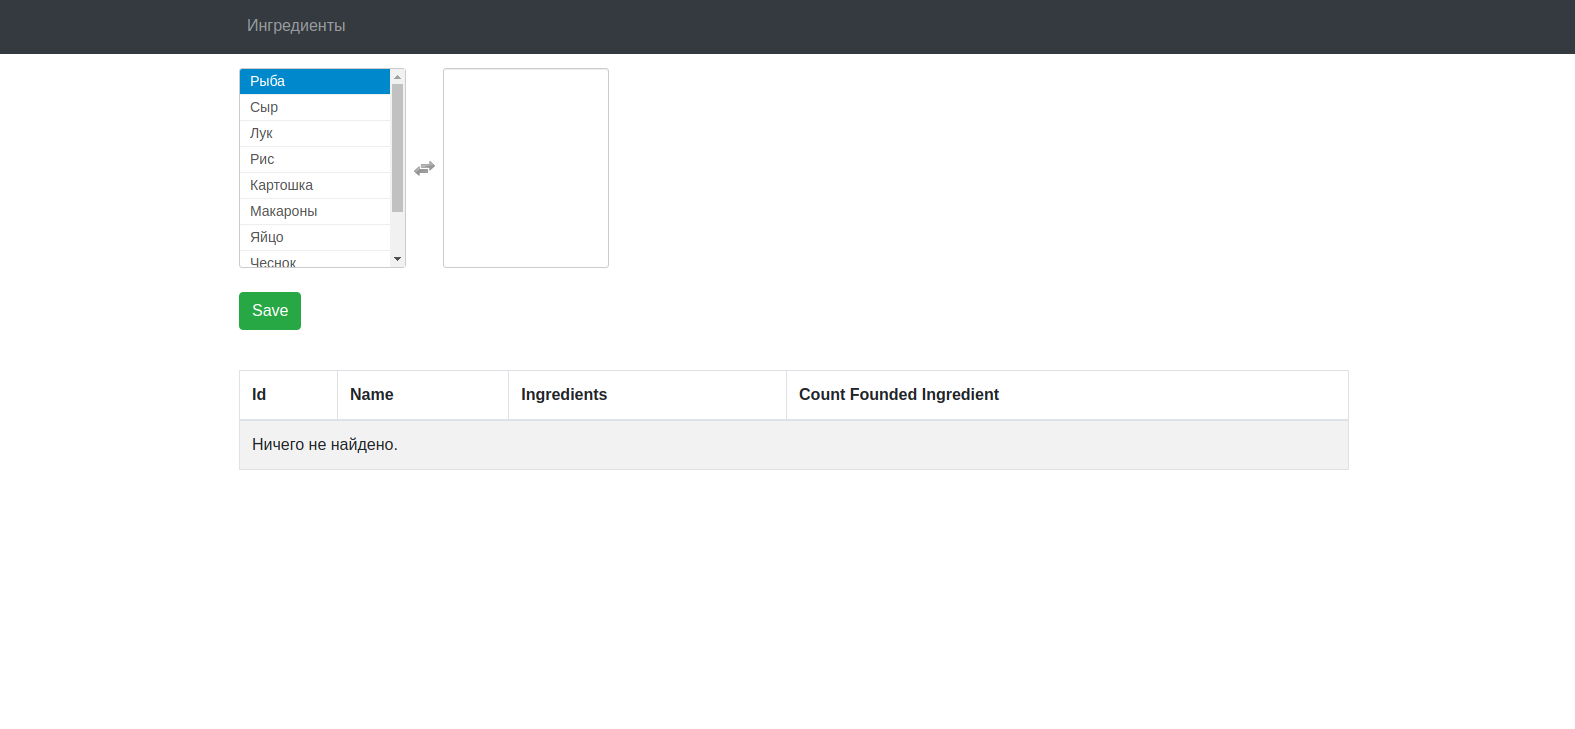 Ингредиенты
Рыба
Сыр
Лук
Рис
Картошка
Макароны
Яйцо
Чеснок
Save
Id Name Ingredients Count Founded Ingredient
Ничего не найдено.